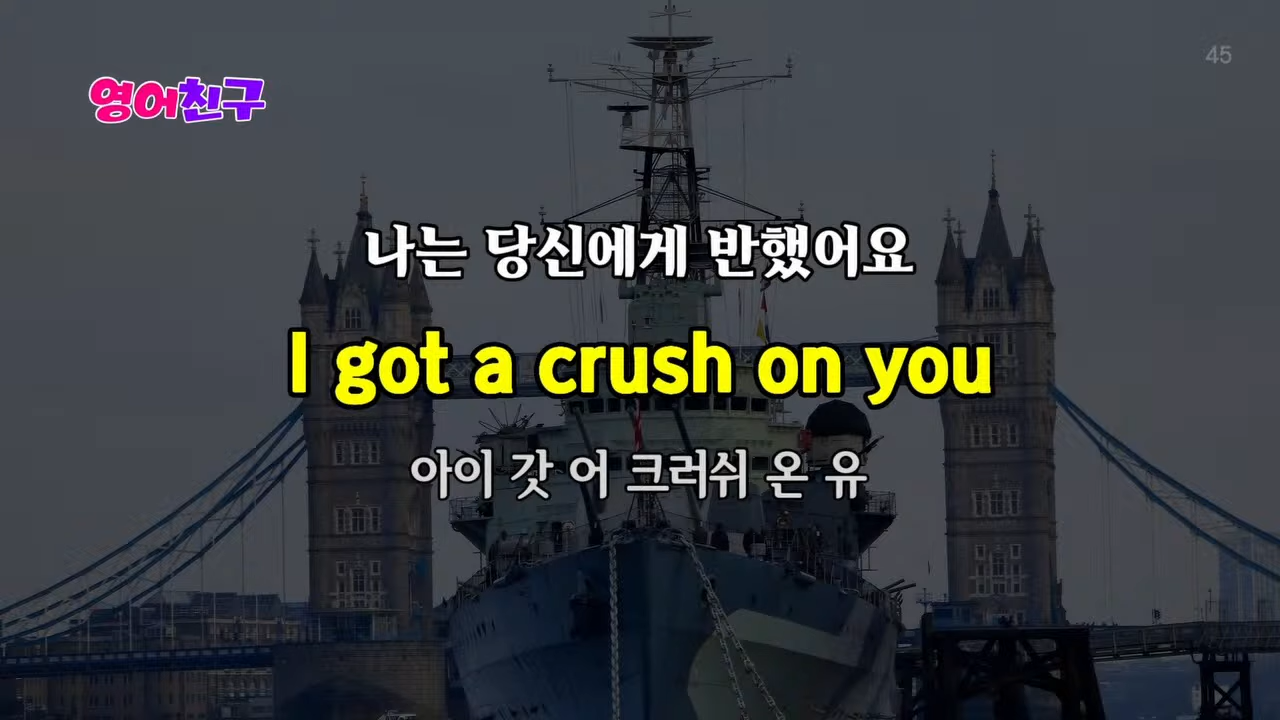 45
영어친구
나는 당신에게 반했어요
I got a crush on you
아이 갓 어 크러쉬 온 유